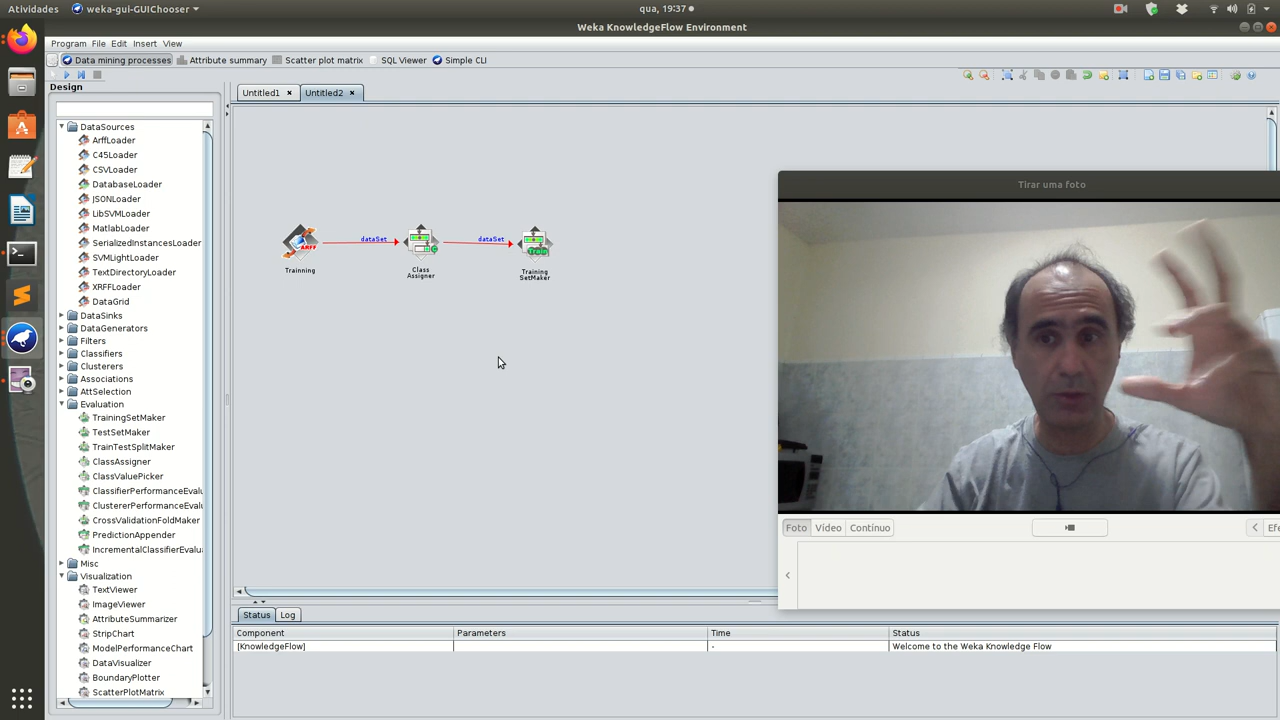 Atividades
weka-gui-GUIChooser
qua, 19:37
Weka KnowledgeFlow Environment
Program File Edit Insert View
Data mining processes Attribute summary Scatter plot matrix SQL Viewer Simple CLI
Design
Untitled1
Untitled2
DataSources
ArffLoader
C45Loader
CSVLoader
DatabaseLoader
JSONLoader
LibSVMLoader
MatlabLoader
SerializedInstancesLoader
SVMLightLoader
TextDirectoryLoader
XRFFLoader
DataGrid
DataSinks
DataGenerators
Filters
Classifiers
Clusterers
Associations
AttSelection
Evaluation
TrainingSetMaker
TestSetMaker
TrainTestSplitMaker
ClassAssigner
ClassValuePicker
ClassifierPerformanceEvalu
ClustererPerformanceEvalu
CrossValidationFoldMaker
PredictionAppender
IncrementalClassifierEvalu
Misc
Visualization
TextViewer
ImageViewer
AttributeSummarizer
StripChart
ModelPerformanceChart
DataVisualizer
BoundaryPlotter
ScatterPlotMatrix
ARFF
Trainning
dataSet
Class
Assigner
dataSet
Train
Training
SetMaker
Tirar uma foto
Foto Vídeo Contínuo
Efe
Status Log
Component Parameters Time Status
[KnowledgeFlow] - Welcome to the Weka Knowledge Flow